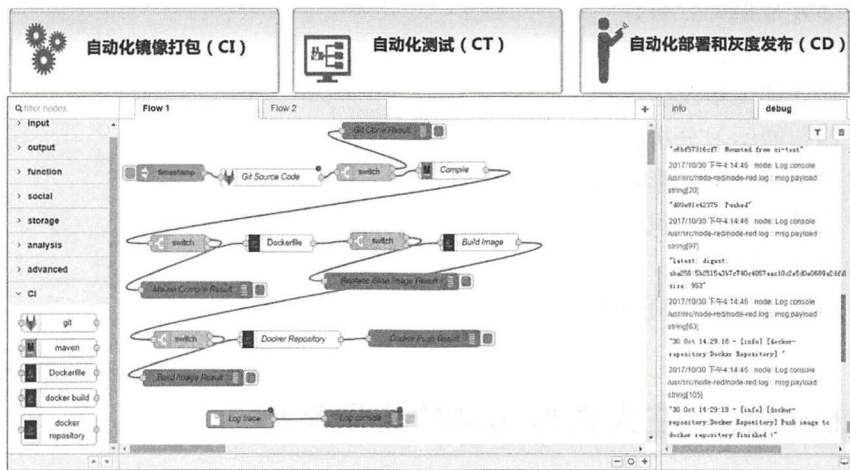 自动化镜像打包（CI）
自动化测试（CT）
自动化部署和灰度发布（CD）
filter nodes
input
output
function
social
storage
analysis
advanced
CI
git
maven
Dockerfile
docker build
docker
repository
Flow 1
Flow 2
Git Clone Result
timestamp
Git Source Code
switch
Compile
switch
Dockerfile
switch
Build Image
Maven Compile Result
Image Result
switch
Docker Repository
Docker Push Result
Build Image Result
Log trace
Log console
info
debug
Mounted from ci-test"
2017/10/30 下午4:14:46 node: Log console
/usr/src/node-red/node-red.log : msg.payload :
string[20]
Pushed"
2017/10/30 下午4:14:46 node: Log console
/usr/src/node-red/node-red.log : msg.payload :
string[97]
"latest: digest:
size: 953"
2017/10/30 下午4:14:46 node: Log console
/usr/src/node-red/node-red.log : msg.payload :
string[63]
"30 Oct 14:29:18 - [info] [docker-
repository:Docker Repository] "
2017/10/30 下午4:14:46 node: Log console
/usr/src/node-red/node-red.log : msg.payload :
string[105]
"30 Oct 14:29:19 - [info] [docker-
repository:Docker Repository] Push image to
docker repository finished !"